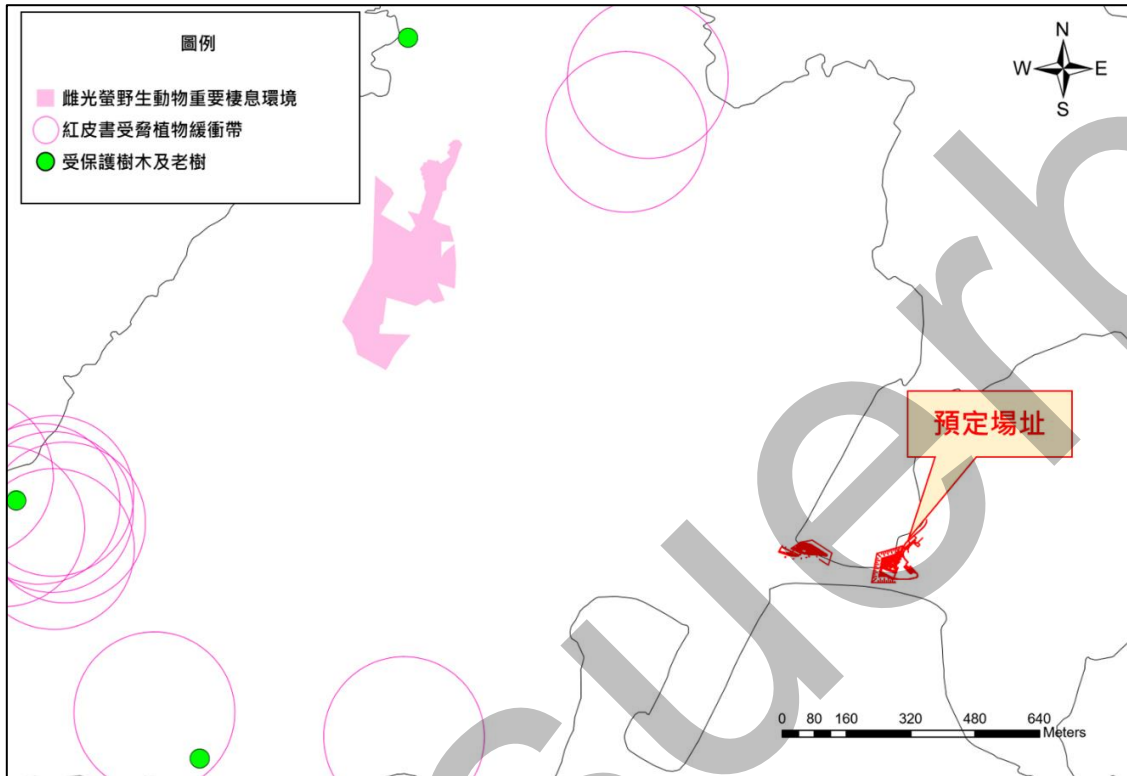 圖例
雌光螢野生動物重要棲息環境
紅皮書受脅植物緩衝帶
受保護樹木及老樹
N
W E
S
預定場址
0 80 160 320 480 640
Meters